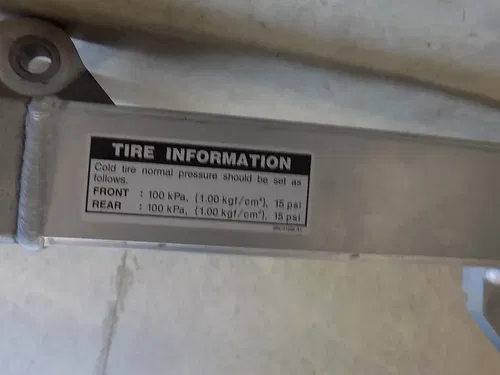 TIRE INFORMATION
Cold tire normal pressure should be set as
follows.
FRONT : 100 kPa, {1.00 kgf/cm², 15 psi
REAR : 100 kPa, {1.00 kgf/cm², 15 psi